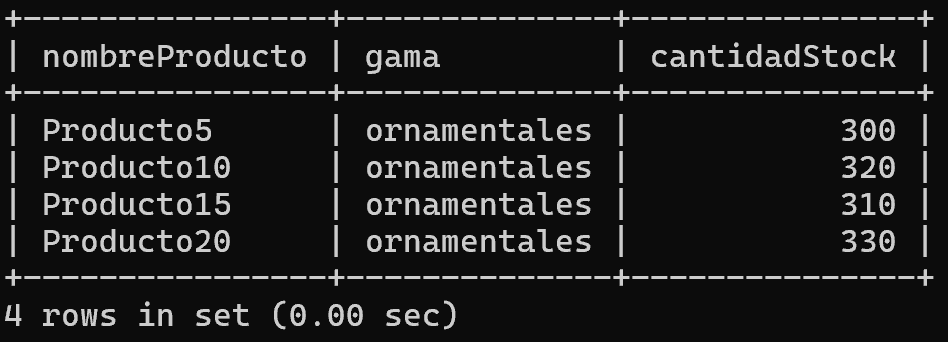 +----------------+--------------+---------------+
| nombreProducto | gama         | cantidadStock |
+----------------+--------------+---------------+
| Producto5      | ornamentales |           300 |
| Producto10     | ornamentales |           320 |
| Producto15     | ornamentales |           310 |
| Producto20     | ornamentales |           330 |
+----------------+--------------+---------------+
4 rows in set (0.00 sec)